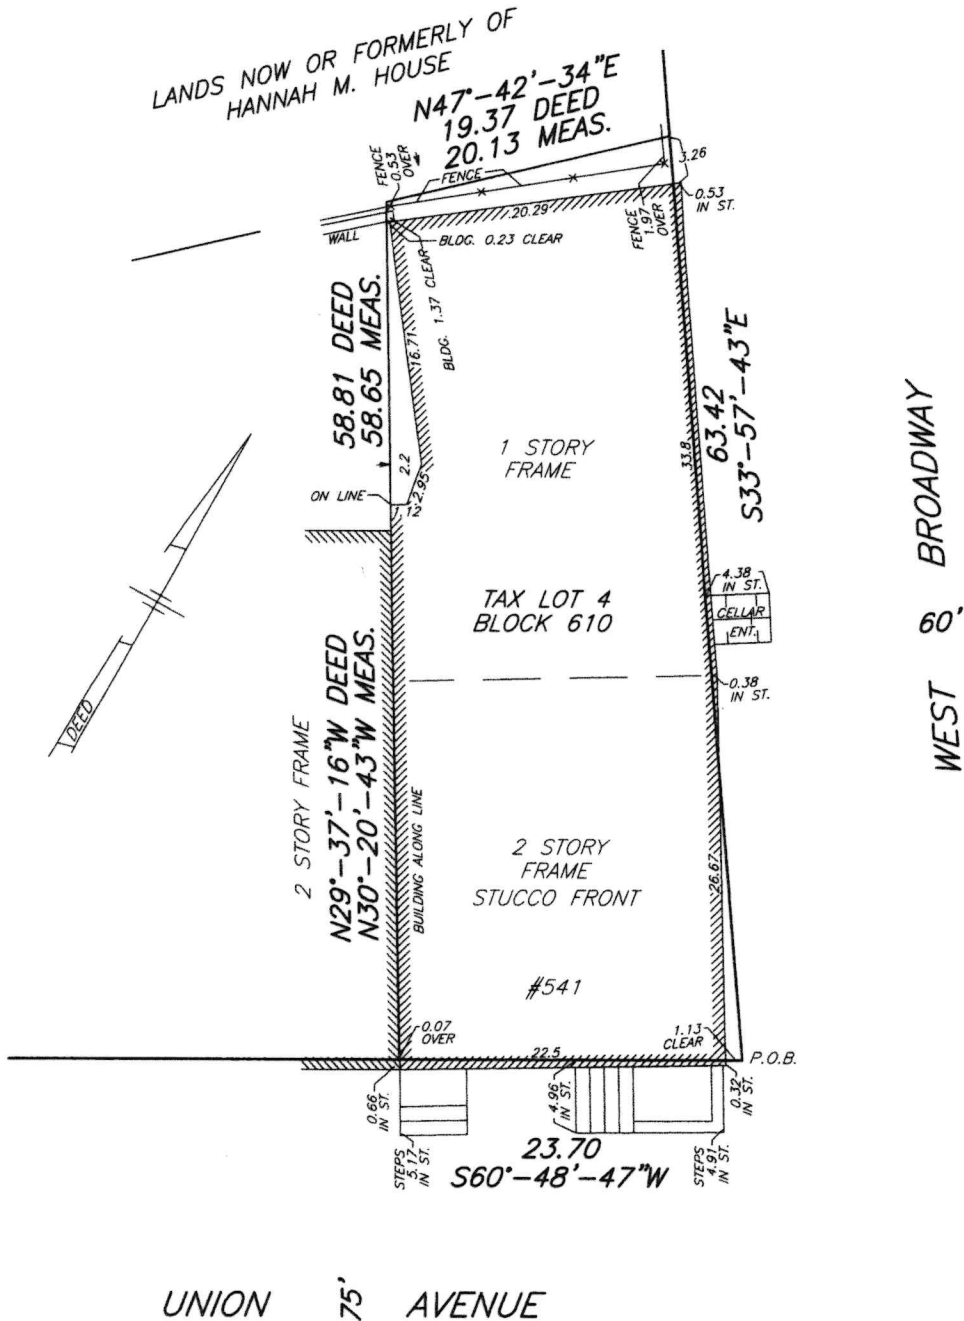 LANDS NOW OR FORMERLY OF
HANNAH M. HOUSE
N47°-42'-34"E
19.37 DEED
20.13 MEAS.
FENCE
0.53
OVER
FENCE
3.26
0.53
IN ST.
20.29
FENCE
1.97
OVER
WALL
BLDG. 0.23 CLEAR
BLDG. 1.37 CLEAR
16.71
58.81 DEED
58.65 MEAS.
63.42
S33°-57'-43"E
33.8
1 STORY
FRAME
2.2
2.95
ON LINE
1.12
4.38
IN ST.
CELLAR
ENT.
TAX LOT 4
BLOCK 610
0.38
IN ST.
WEST 60' BROADWAY
DEED
2 STORY FRAME
N29°-37'-16"W DEED
N30°-20'-43"W MEAS.
BUILDING ALONG LINE
2 STORY
FRAME
STUCCO FRONT
26.67
#541
0.07
OVER
1.13
CLEAR
22.5
P.O.B.
0.66
IN ST.
4.96
IN ST.
0.32
IN ST.
STEPS
5.17
IN ST.
STEPS
4.91
IN ST.
23.70
S60°-48'-47"W
UNION 75' AVENUE